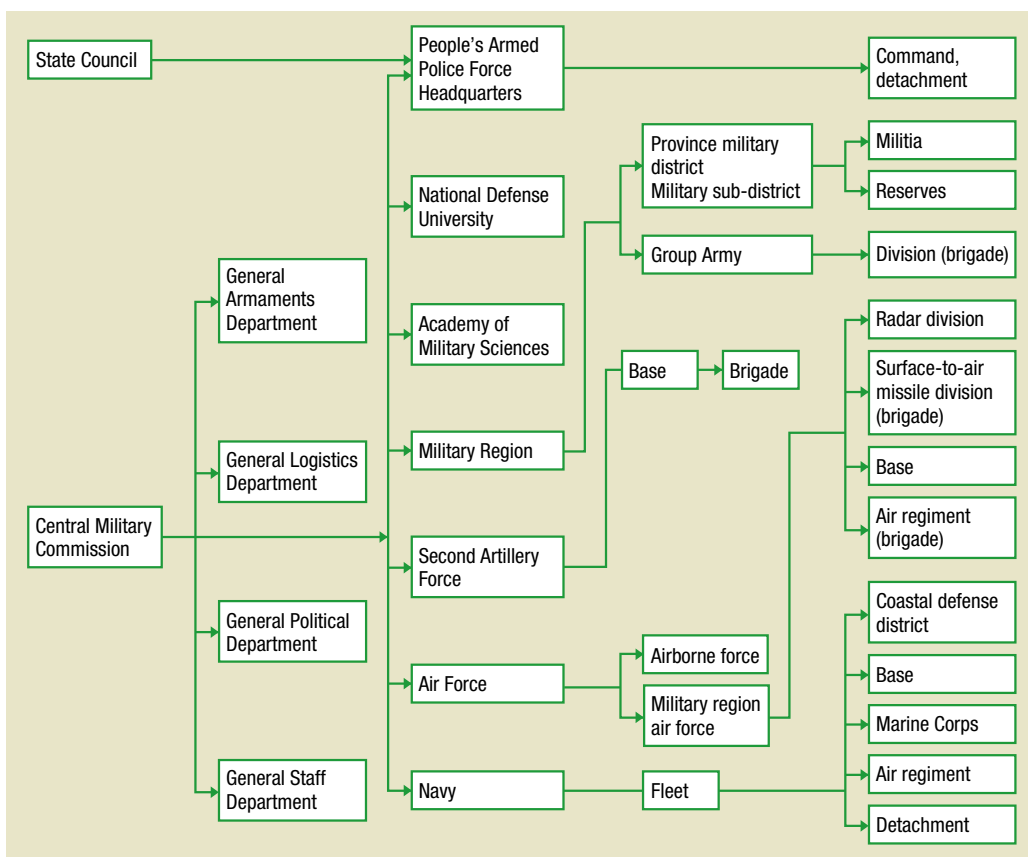 State Council
People's Armed
Police Force
Headquarters
Command,
detachment
Province military
district
Military sub-district
Militia
Reserves
National Defense
University
Group Army
Division (brigade)
General
Armaments
Department
Academy of
Military Sciences
Base
Brigade
Radar division
Surface-to-air
missile division
(brigade)
Base
Air regiment
(brigade)
General Logistics
Department
Military Region
Central Military
Commission
Second Artillery
Force
General Political
Department
Air Force
Airborne force
Military region
air force
Coastal defense
district
Base
Marine Corps
Air regiment
Detachment
General Staff
Department
Navy
Fleet